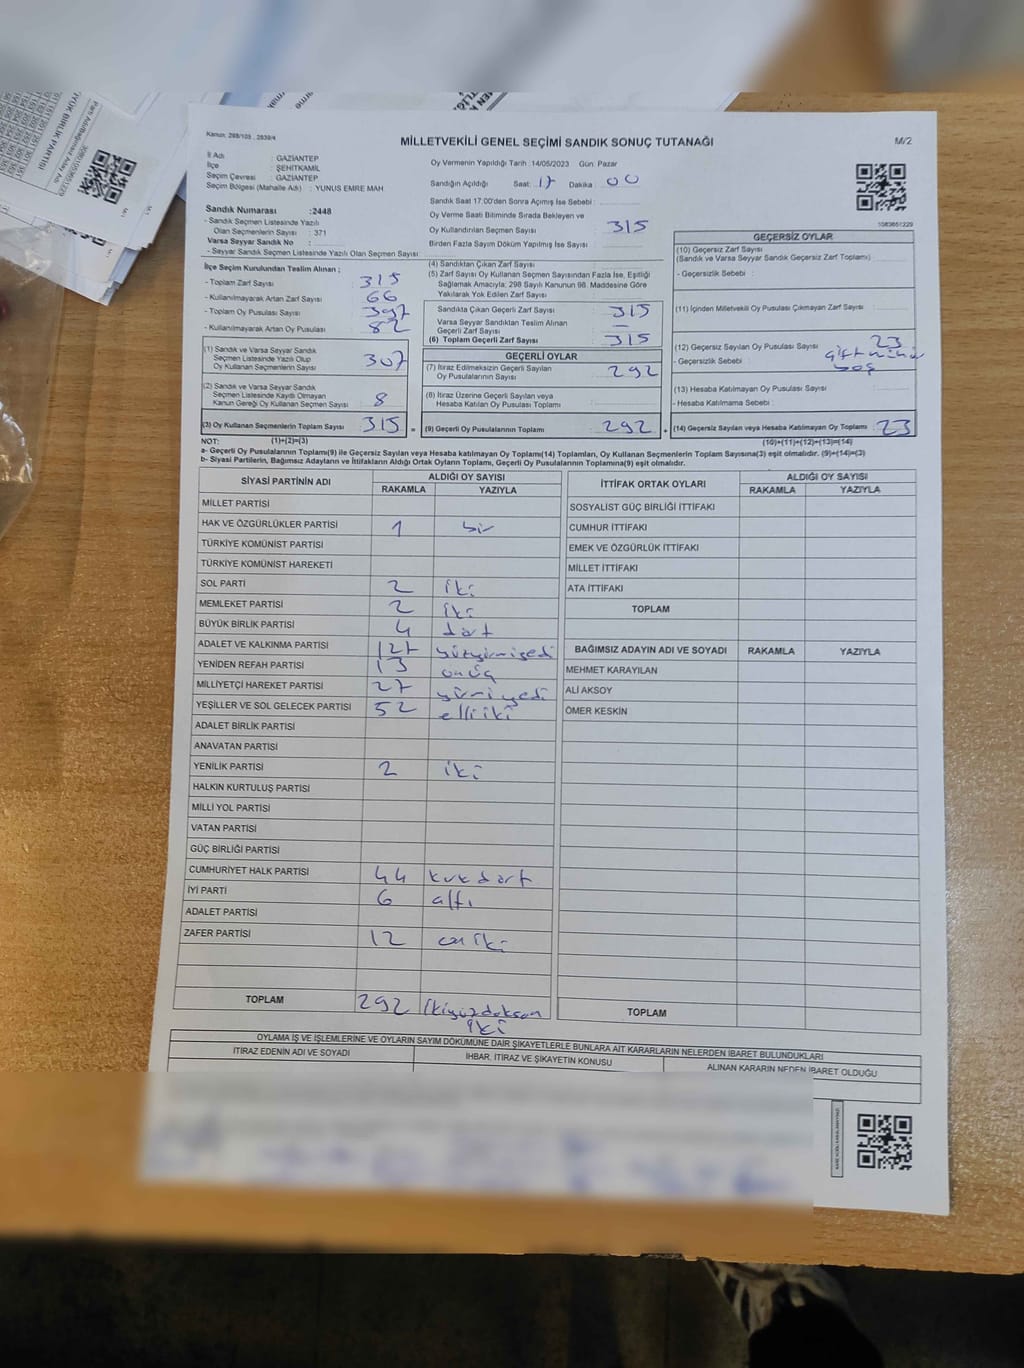 Kanun: 298/105 , 2839/4
MİLLETVEKİLİ GENEL SEÇİMİ SANDIK SONUÇ TUTANAĞI
M/2
İl Adı : GAZİANTEP
İlçe : ŞEHİTKAMİL
Seçim Çevresi : GAZİANTEP
Seçim Bölgesi (Mahalle Adı) : YUNUS EMRE MAH
Oy Vermenin Yapıldığı Tarih :14/05/2023 Gün: Pazar
Sandığın Açıldığı Saat: 17 Dakika : 00
Sandık Saat 17:00'den Sonra Açılmış İse Sebebi :
Oy Verme Saati Bitiminde Sırada Bekleyen ve
Oy Kullandırılan Seçmen Sayısı : 315
Birden Fazla Sayım Döküm Yapılmış İse Sayısı
1083651229
Sandık Numarası :2448
- Sandık Seçmen Listesinde Yazılı
Olan Seçmenlerin Sayısı : 371
Varsa Seyyar Sandık No :
- Seyyar Sandık Seçmen Listesinde Yazılı Olan Seçmen Sayısı
İlçe Seçim Kurulundan Teslim Alınan ;
- Toplam Zarf Sayısı : 315
- Kullanılmayarak Artan Zarf Sayısı : 66
- Toplam Oy Pusulası Sayısı : 397
- Kullanılmayarak Artan Oy Pusulası : 82
(1) Sandık ve Varsa Seyyar Sandık
Seçmen Listesinde Yazılı Olup
Oy Kullanan Seçmenlerin Sayısı : 307
(2) Sandık ve Varsa Seyyar Sandık
Seçmen Listesinde Kayıtlı Olmayan
Kanun Gereği Oy Kullanan Seçmen Sayısı : 8
(3) Oy Kullanan Seçmenlerin Toplam Sayısı : 315
(4) Sandıktan Çıkan Zarf Sayısı :
(5) Zarf Sayısı Oy Kullanan Seçmen Sayısından Fazla İse, Eşitliği
Sağlamak Amacıyla; 298 Sayılı Kanunun 98. Maddesine Göre
Yakılarak Yok Edilen Zarf Sayısı :
Sandıkta Çıkan Geçerli Zarf Sayısı : 315
Varsa Seyyar Sandıktan Teslim Alınan
Geçerli Zarf Sayısı : —
(6) Toplam Geçerli Zarf Sayısı : 315
GEÇERLİ OYLAR
(7) İtiraz Edilmeksizin Geçerli Sayılan
Oy Pusulalarının Sayısı : 292
(8) İtiraz Üzerine Geçerli Sayılan veya
Hesaba Katılan Oy Pusulası Toplamı :
= (9) Geçerli Oy Pusulalarının Toplamı : 292
GEÇERSİZ OYLAR
(10) Geçersiz Zarf Sayısı
(Sandık ve Varsa Seyyar Sandık Geçersiz Zarf Toplamı)
- Geçersizlik Sebebi :
(11) İçinden Milletvekili Oy Pusulası Çıkmayan Zarf Sayısı :
(12) Geçersiz Sayılan Oy Pusulası Sayısı : 23
- Geçersizlik Sebebi :
boş
(13) Hesaba Katılmayan Oy Pusulası Sayısı :
- Hesaba Katılmama Sebebi :
+ (14) Geçersiz Sayılan veya Hesaba Katılmayan Oy Toplamı : 23
NOT: (1)+(2)=(3) (10)+(11)+(12)+(13)=(14)
a- Geçerli Oy Pusulalarının Toplamı(9) ile Geçersiz Sayılan veya Hesaba katılmayan Oy Toplamı(14) Toplamları, Oy Kullanan Seçmenlerin Toplam Sayısına(3) eşit olmalıdır. (9)+(14)=(3)
b- Siyasi Partilerin, Bağımsız Adayların ve İttifakların Aldığı Ortak Oyların Toplamı, Geçerli Oy Pusulalarının Toplamına(9) eşit olmalıdır.
SİYASİ PARTİNİN ADI ALDIĞI OY SAYISI
RAKAMLA YAZIYLA
MİLLET PARTİSİ
HAK VE ÖZGÜRLÜKLER PARTİSİ 1 bir
TÜRKİYE KOMÜNİST PARTİSİ
TÜRKİYE KOMÜNİST HAREKETİ
SOL PARTİ 2 iki
MEMLEKET PARTİSİ 2 iki
BÜYÜK BİRLİK PARTİSİ 4 dört
ADALET VE KALKINMA PARTİSİ 127 yüzyirmiyedi
YENİDEN REFAH PARTİSİ 13 onüç
MİLLİYETÇİ HAREKET PARTİSİ 27 yirmiyedi
YEŞİLLER VE SOL GELECEK PARTİSİ 52 elliiki
ADALET BİRLİK PARTİSİ
ANAVATAN PARTİSİ
YENİLİK PARTİSİ 2 iki
HALKIN KURTULUŞ PARTİSİ
MİLLİ YOL PARTİSİ
VATAN PARTİSİ
GÜÇ BİRLİĞİ PARTİSİ
CUMHURİYET HALK PARTİSİ 44 kırkdört
İYİ PARTİ 6 altı
ADALET PARTİSİ
ZAFER PARTİSİ 12 oniki
TOPLAM 292 ikiyüzdoksan
iki
İTTİFAK ORTAK OYLARI ALDIĞI OY SAYISI
RAKAMLA YAZIYLA
SOSYALİST GÜÇ BİRLİĞİ İTTİFAKI
CUMHUR İTTİFAKI
EMEK VE ÖZGÜRLÜK İTTİFAKI
MİLLET İTTİFAKI
ATA İTTİFAKI
TOPLAM
BAĞIMSIZ ADAYIN ADI VE SOYADI RAKAMLA YAZIYLA
MEHMET KARAYILAN
ALİ AKSOY
ÖMER KESKİN
TOPLAM
OYLAMA İŞ VE İŞLEMLERİNE VE OYLARIN SAYIM DÖKÜMÜNE DAİR ŞİKAYETLERLE BUNLARA AİT KARARLARIN NELERDEN İBARET BULUNDUKLARI
İTİRAZ EDENİN ADI VE SOYADI İHBAR, İTİRAZ VE ŞİKAYETİN KONUSU ALINAN KARARIN NEDEN İBARET OLDUĞU